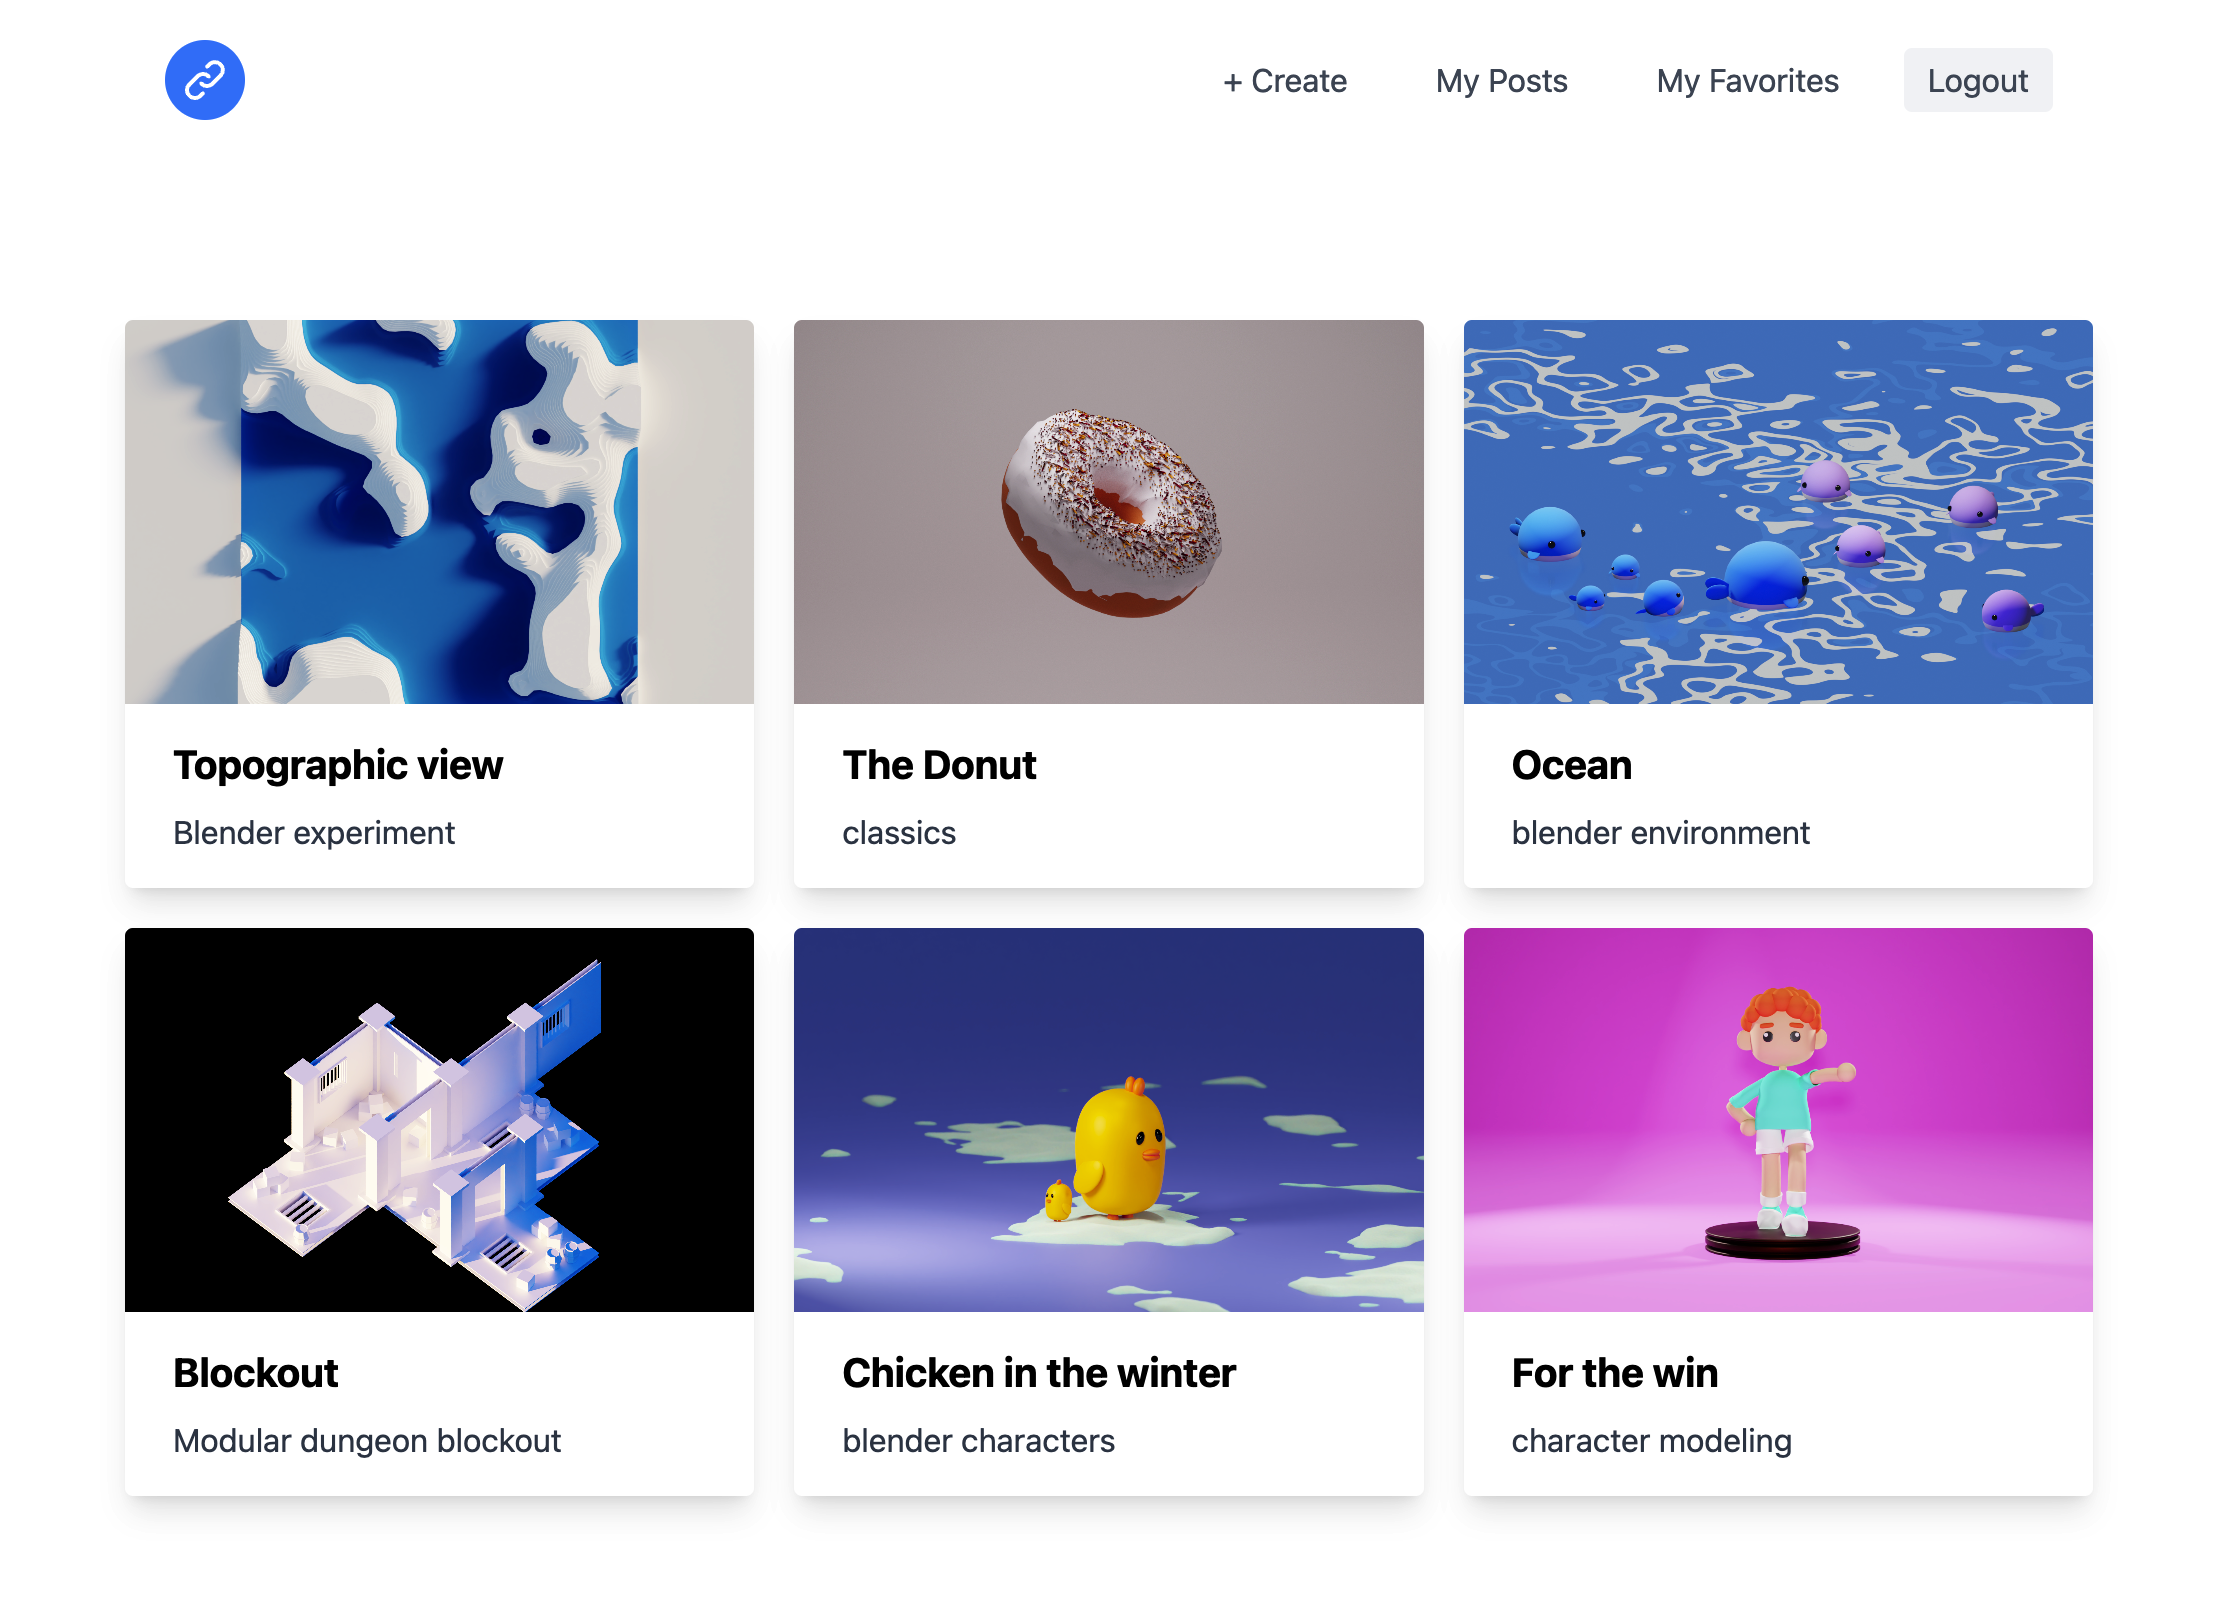 + Create
My Posts
My Favorites
Logout
Topographic view
Blender experiment
The Donut
classics
Ocean
blender environment
Blockout
Modular dungeon blockout
Chicken in the winter
blender characters
For the win
character modeling